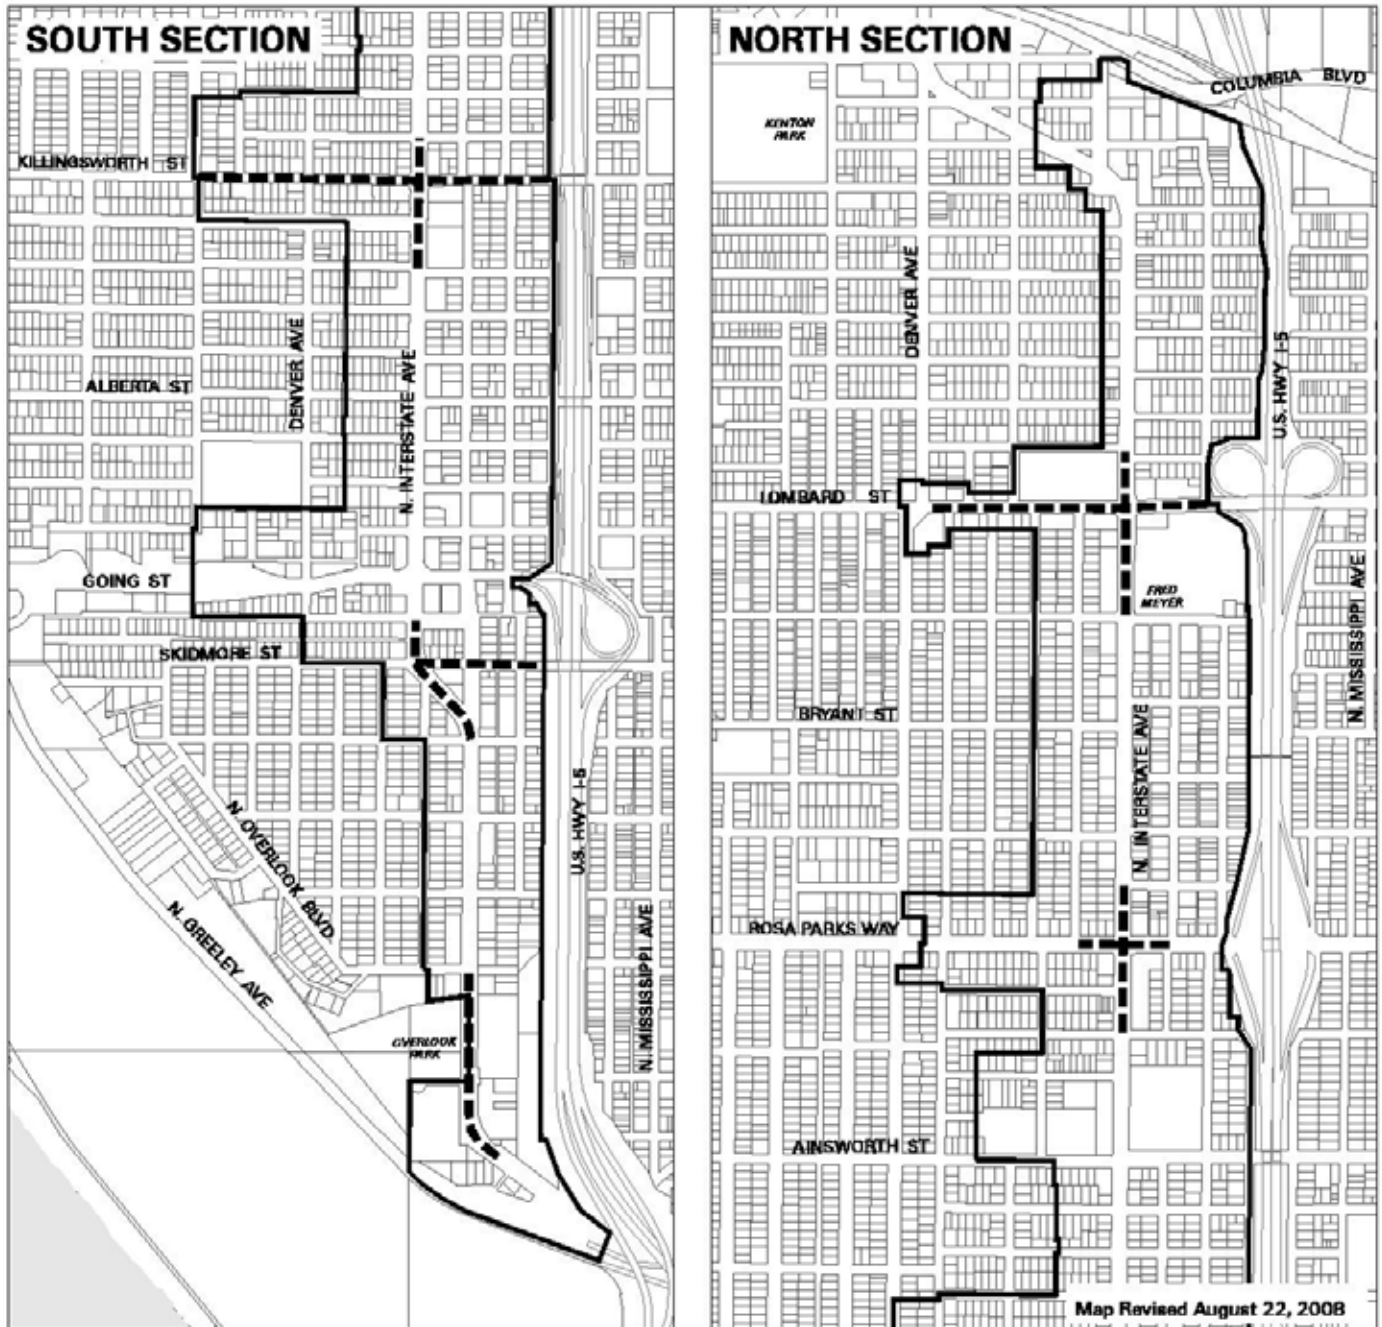 SOUTH SECTION
KILLINGSWORTH ST
DENVER AVE
ALBERTA ST
N. INTERSTATE AVE
GOING ST
SKIDMORE ST
U.S. HWY I-5
N. OVERLOOK BLVD
N. GREELEY AVE
N. MISSISSIPPI AVE
OVERLOOK
PARK
NORTH SECTION
COLUMBIA BLVD
KENTON
PARK
DENVER AVE
U.S. HWY I-5
LOMBARD ST
FRED
MEYER
N. MISSISSIPPI AVE
BRYANT ST
N. INTERSTATE AVE
ROSA PARKS WAY
AINSWORTH ST
Map Revised August 22, 2008